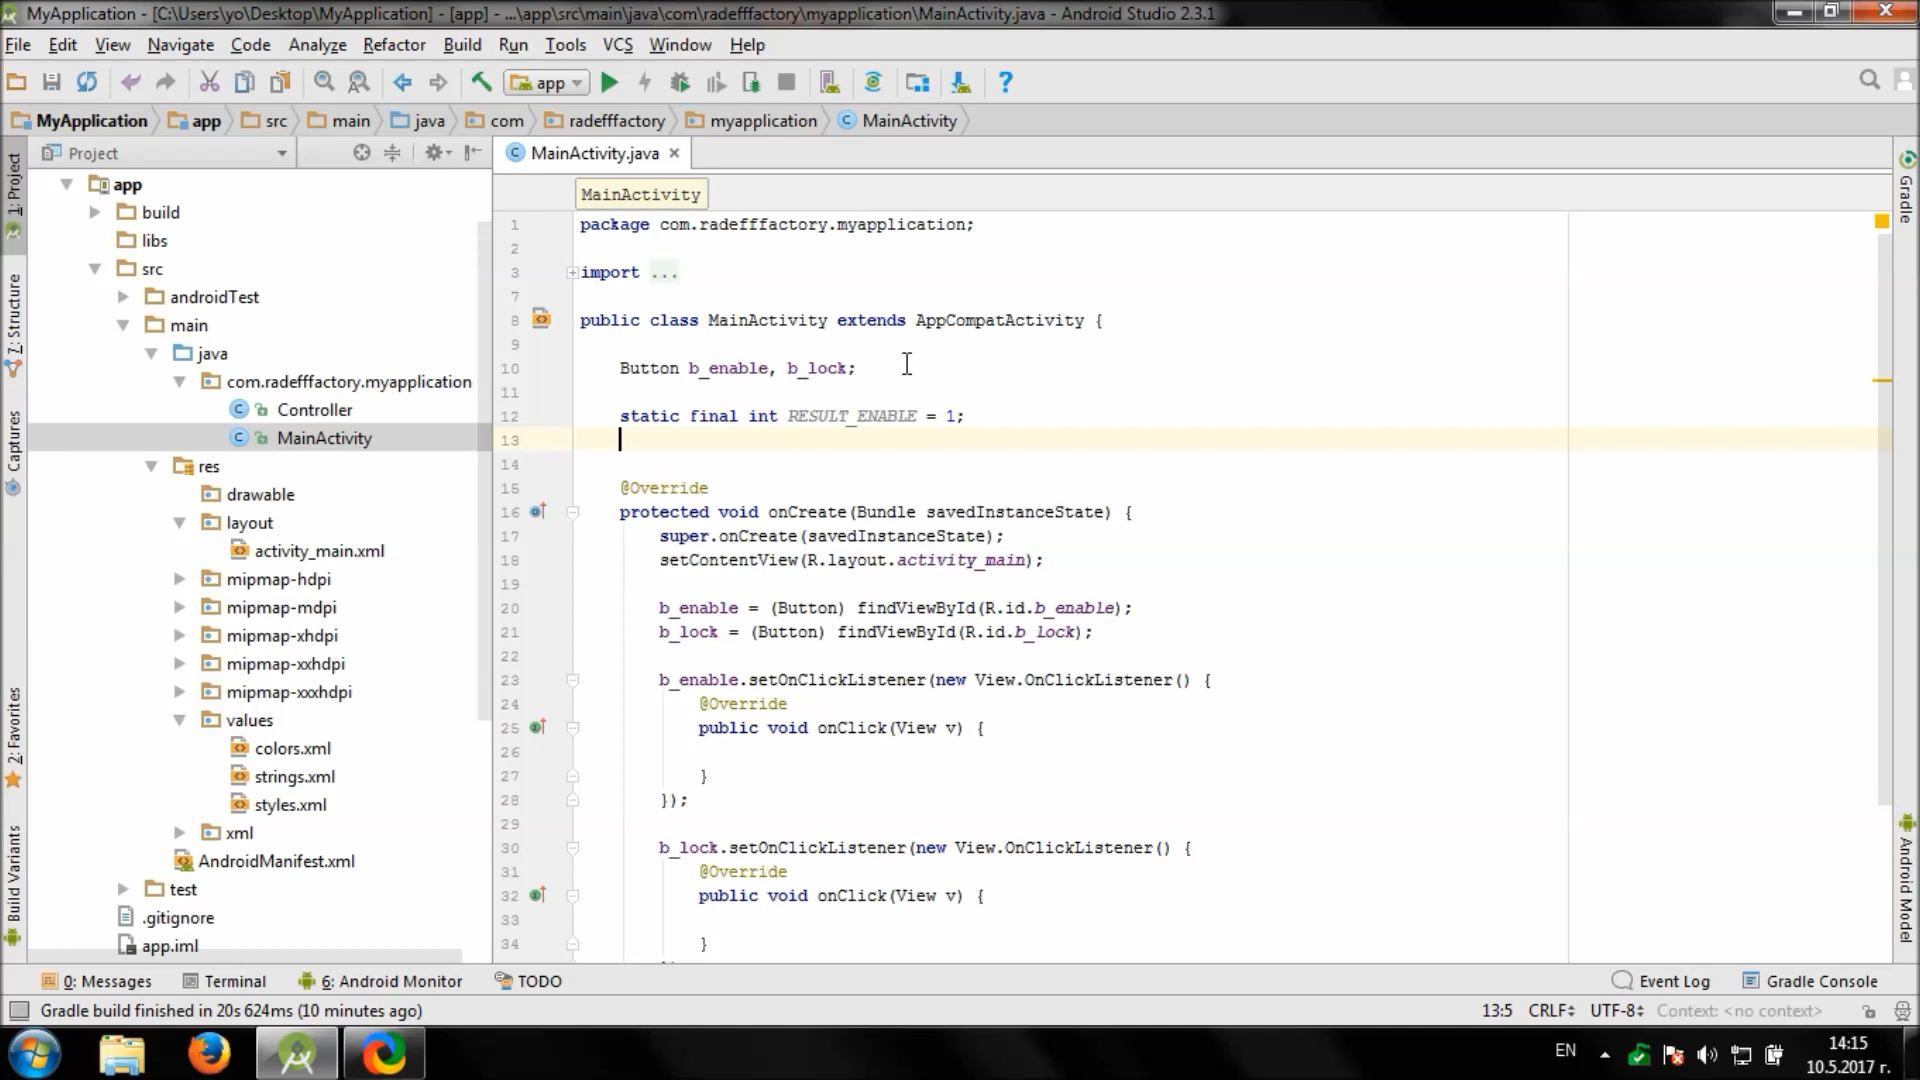 MyApplication - [C:\Users\yo\Desktop\MyApplication] - [app] - ...\app\src\main\java\com\radefffactory\myapplication\MainActivity.java - Android Studio 2.3.1
File Edit View Navigate Code Analyze Refactor Build Run Tools VCS Window Help
app
MyApplication app src main java com radefffactory myapplication MainActivity
Project
MainActivity.java
MainActivity
1: Project
7: Structure
Captures
2: Favorites
Build Variants
app
build
libs
src
androidTest
main
java
com.radefffactory.myapplication
Controller
MainActivity
res
drawable
layout
activity_main.xml
mipmap-hdpi
mipmap-mdpi
mipmap-xhdpi
mipmap-xxhdpi
mipmap-xxxhdpi
values
colors.xml
strings.xml
styles.xml
xml
AndroidManifest.xml
test
.gitignore
app.iml
1 package com.radefffactory.myapplication;
2
3 import ...
7
8 public class MainActivity extends AppCompatActivity {
9
10 Button b_enable, b_lock;
11
12 static final int RESULT_ENABLE = 1;
13
14
15 @Override
16 protected void onCreate(Bundle savedInstanceState) {
17 super.onCreate(savedInstanceState);
18 setContentView(R.layout.activity_main);
19
20 b_enable = (Button) findViewById(R.id.b_enable);
21 b_lock = (Button) findViewById(R.id.b_lock);
22
23 b_enable.setOnClickListener(new View.OnClickListener() {
24 @Override
25 public void onClick(View v) {
26
27 }
28 });
29
30 b_lock.setOnClickListener(new View.OnClickListener() {
31 @Override
32 public void onClick(View v) {
33
34 }
Gradle
Android Model
0: Messages Terminal 6: Android Monitor TODO Event Log Gradle Console
Gradle build finished in 20s 624ms (10 minutes ago) 13:5 CRLF UTF-8 Context: <no context>
EN
14:15
10.5.2017 г.